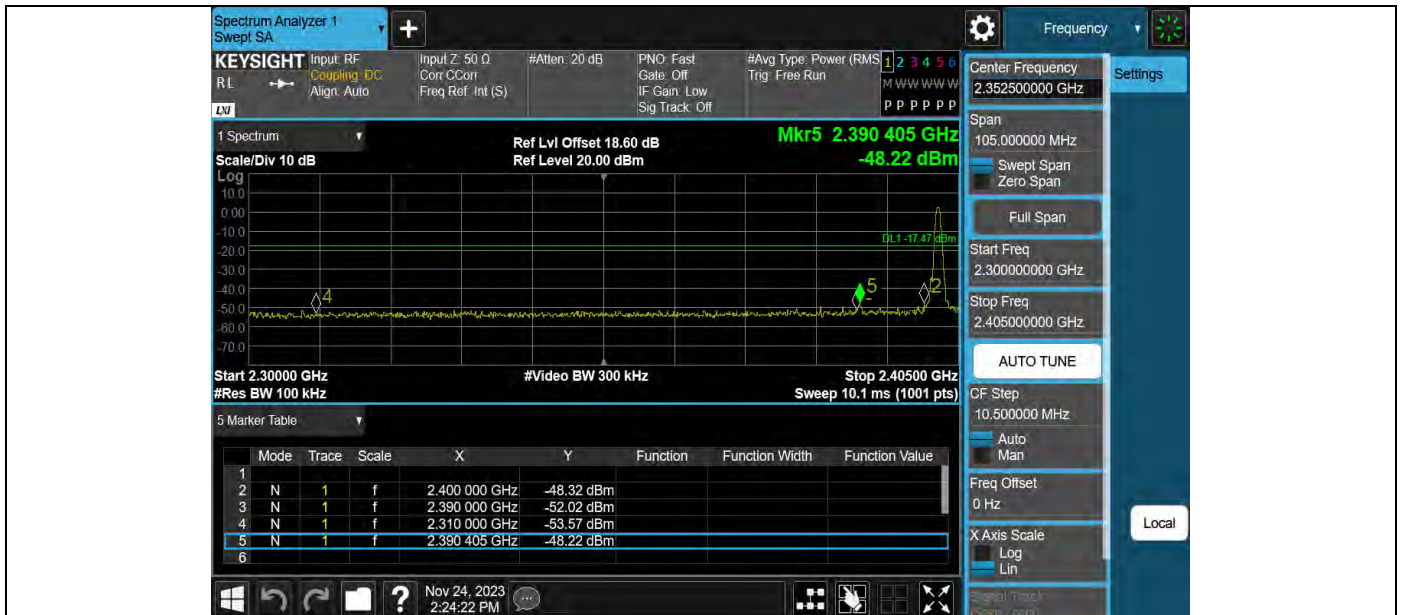 Spectrum Analyzer 1
Swept SA
Frequency
KEYSIGHT
RL
LXI
Input: RF
Coupling: DC
Align: Auto
Input Z: 50 Ω
Corr CCorr
Freq Ref: Int (S)
#Atten: 20 dB
PNO: Fast
Gate: Off
IF Gain: Low
Sig Track: Off
#Avg Type: Power (RMS
Trig: Free Run
1 2 3 4 5 6
M W W W W W
P P P P P P
1 Spectrum
Scale/Div 10 dB
Ref Lvl Offset 18.60 dB
Ref Level 20.00 dBm
Mkr5 2.390 405 GHz
-48.22 dBm
Log
10.0
0.00
-10.0
-20.0
-30.0
-40.0
-50.0
-60.0
-70.0
DL1 -17.47 dBm
4
5
2
Start 2.30000 GHz
#Res BW 100 kHz
#Video BW 300 kHz
Stop 2.40500 GHz
Sweep 10.1 ms (1001 pts)
5 Marker Table
Mode Trace Scale X Y Function Function Width Function Value
1
2 N 1 f 2.400 000 GHz -48.32 dBm
3 N 1 f 2.390 000 GHz -52.02 dBm
4 N 1 f 2.310 000 GHz -53.57 dBm
5 N 1 f 2.390 405 GHz -48.22 dBm
6
?
Nov 24, 2023
2:24:22 PM
Center Frequency
2.352500000 GHz
Span
105.000000 MHz
Swept Span
Zero Span
Full Span
Start Freq
2.300000000 GHz
Stop Freq
2.405000000 GHz
AUTO TUNE
CF Step
10.500000 MHz
Auto
Man
Freq Offset
0 Hz
X Axis Scale
Log
Lin
Signal Track
Settings
Local